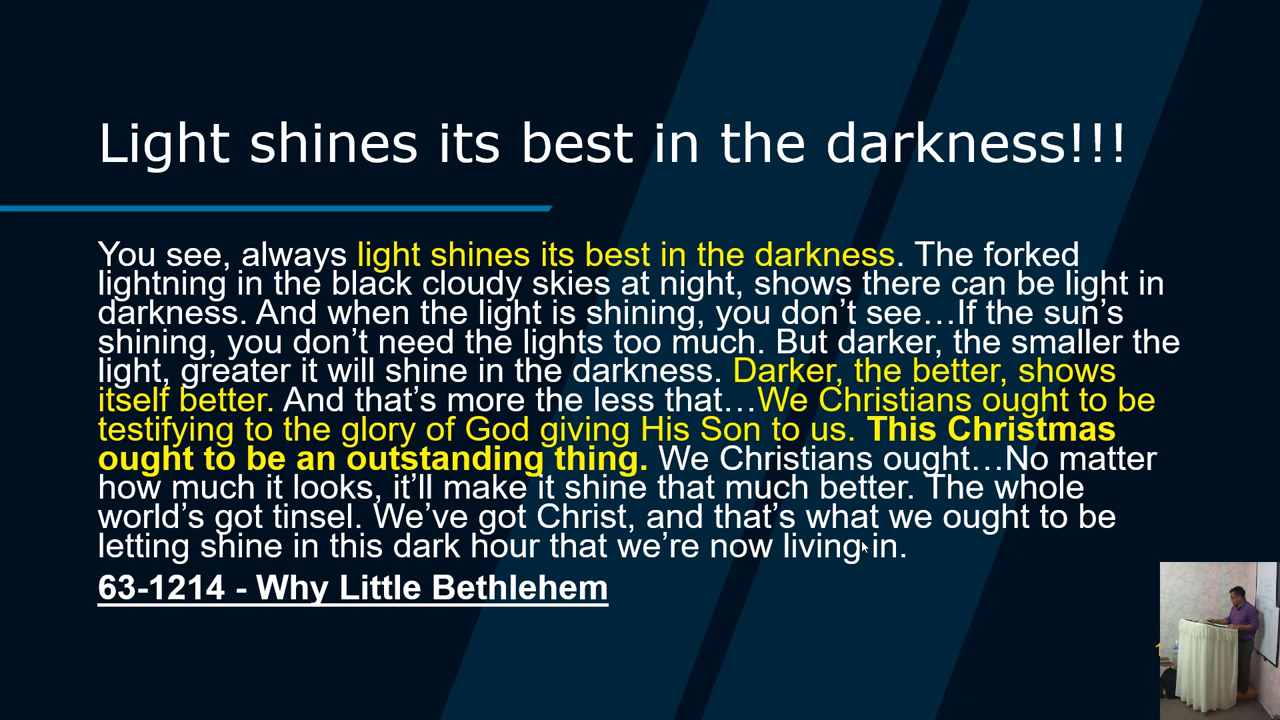 Light shines its best in the darkness!!!
You see, always light shines its best in the darkness. The forked
lightning in the black cloudy skies at night, shows there can be light in
darkness. And when the light is shining, you don’t see…If the sun’s
shining, you don’t need the lights too much. But darker, the smaller the
light, greater it will shine in the darkness. Darker, the better, shows
itself better. And that’s more the less that…We Christians ought to be
testifying to the glory of God giving His Son to us. This Christmas
ought to be an outstanding thing. We Christians ought…No matter
how much it looks, it’ll make it shine that much better. The whole
world’s got tinsel. We’ve got Christ, and that’s what we ought to be
letting shine in this dark hour that we’re now living in.
63-1214 - Why Little Bethlehem